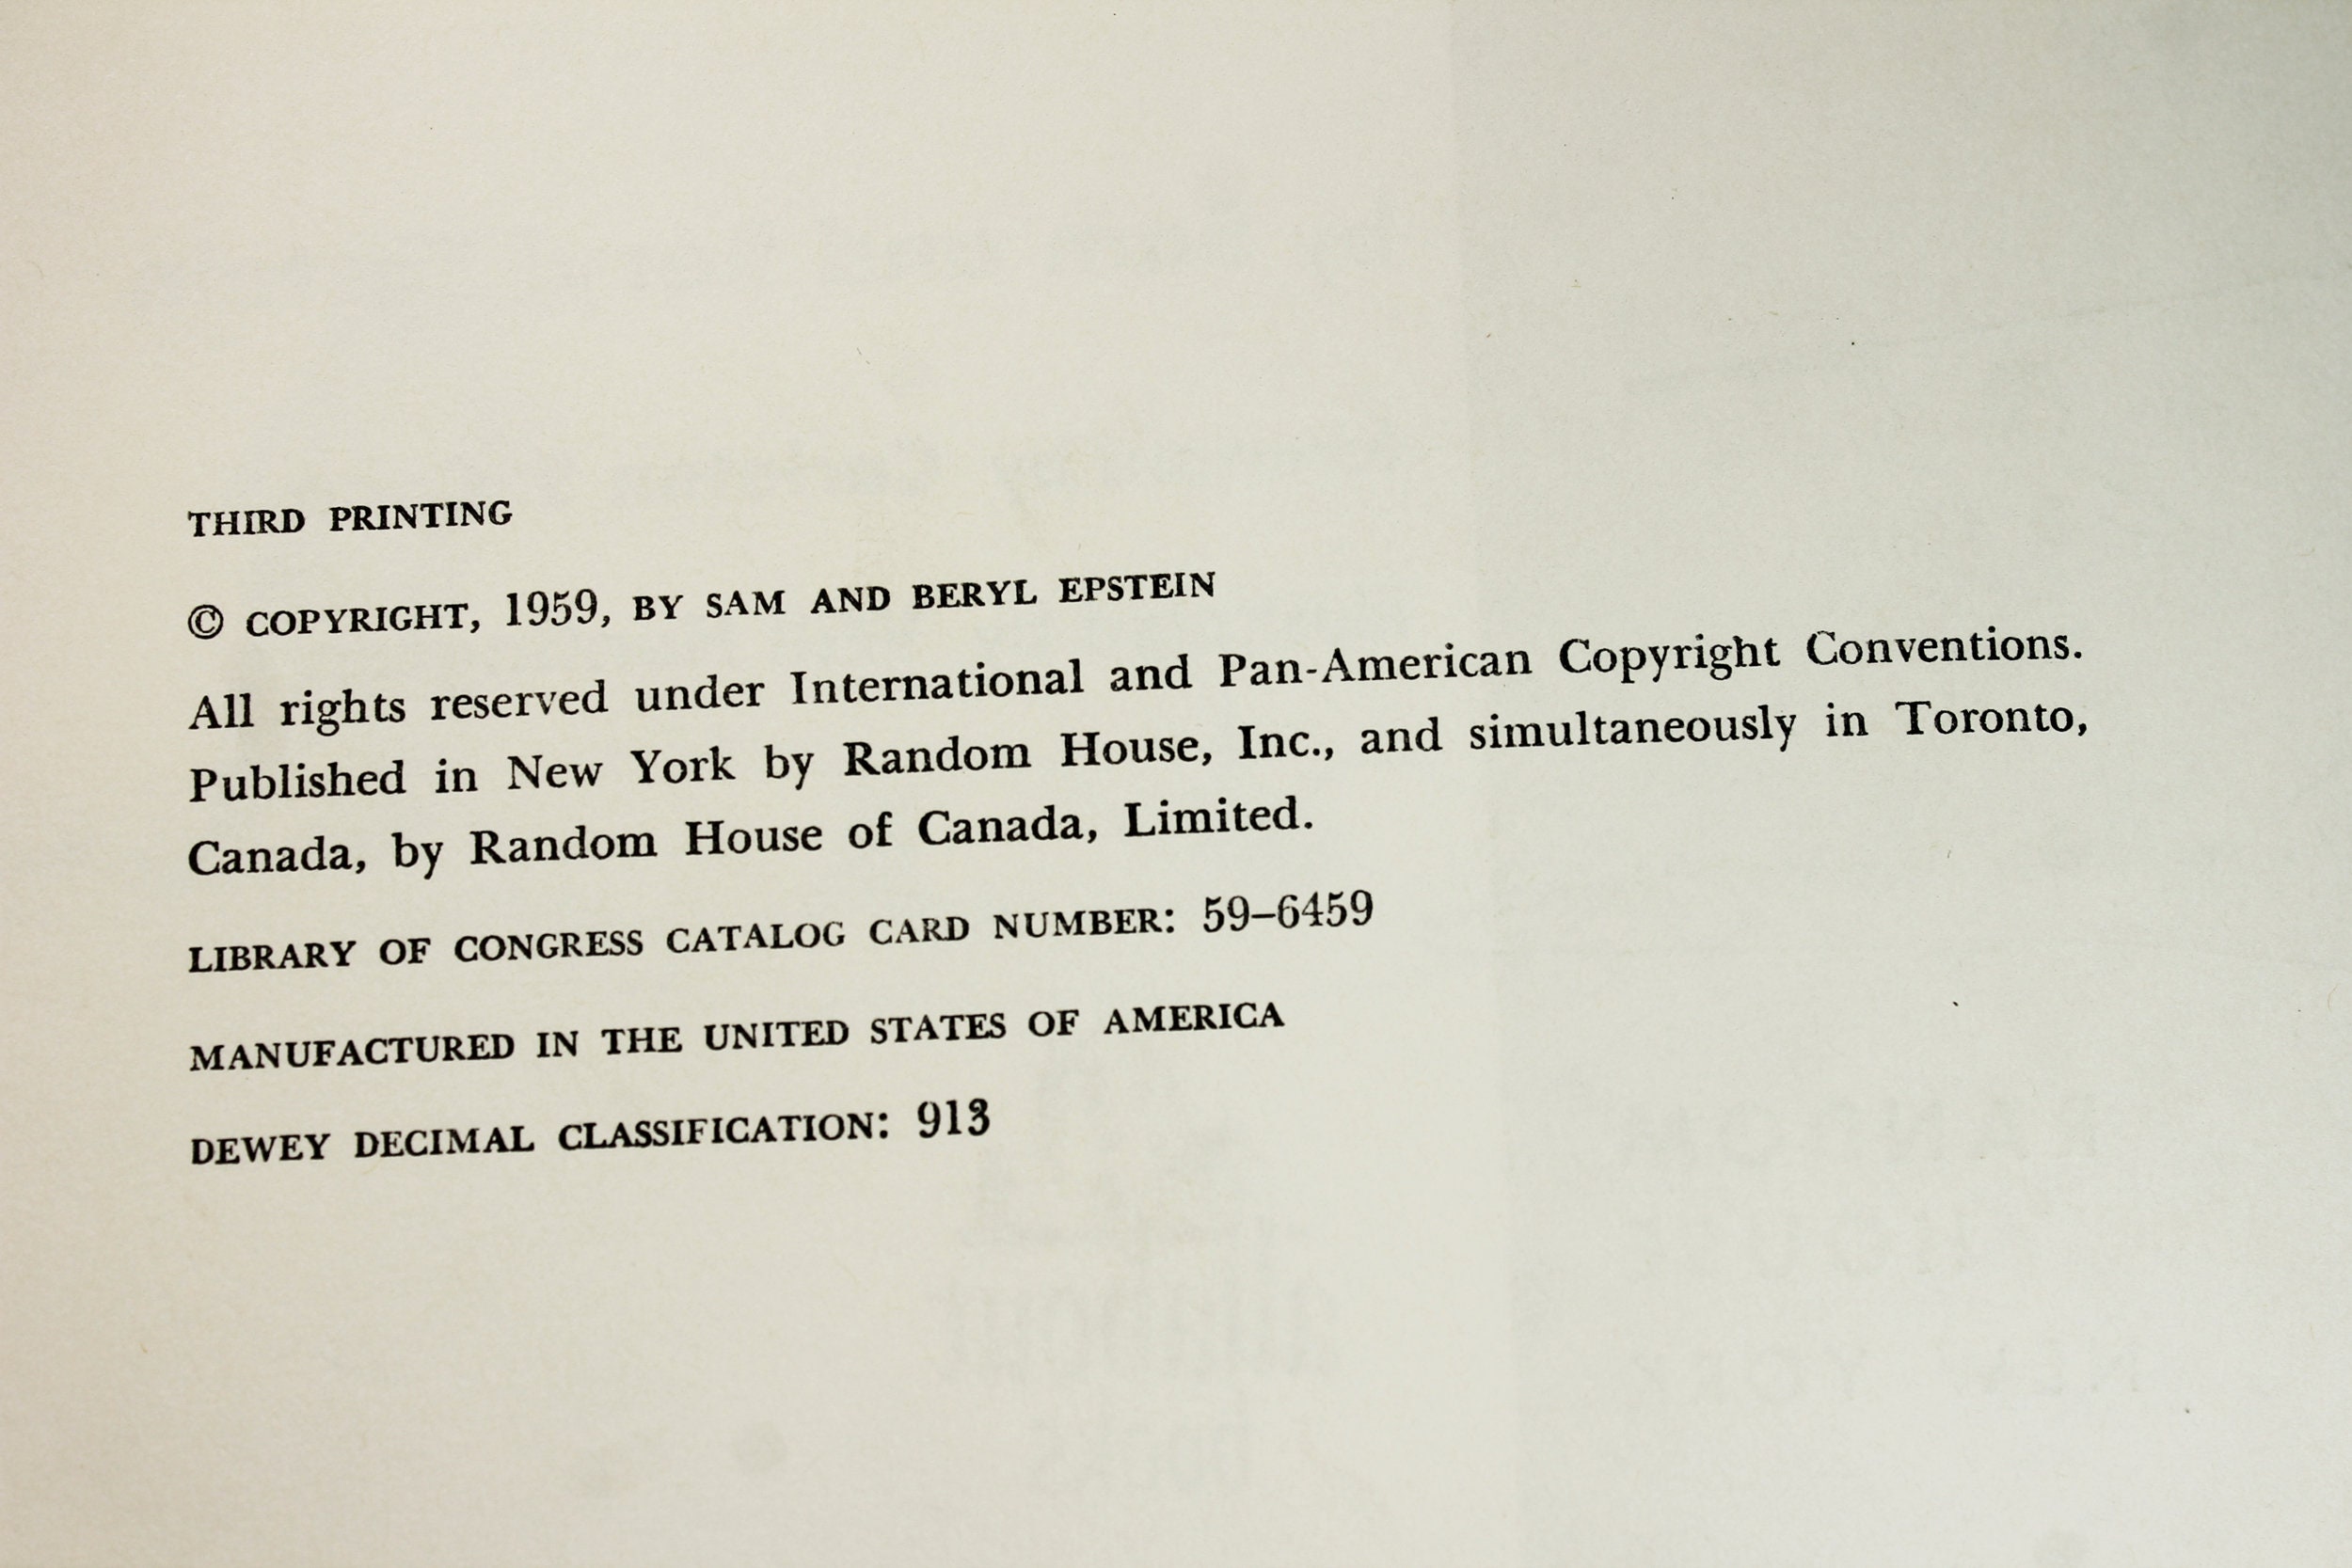 THIRD PRINTING
© COPYRIGHT, 1959, BY SAM AND BERYL EPSTEIN
All rights reserved under International and Pan-American Copyright Conventions.
Published in New York by Random House, Inc., and simultaneously in Toronto,
Canada, by Random House of Canada, Limited.
LIBRARY OF CONGRESS CATALOG CARD NUMBER: 59–6459
MANUFACTURED IN THE UNITED STATES OF AMERICA
DEWEY DECIMAL CLASSIFICATION: 913